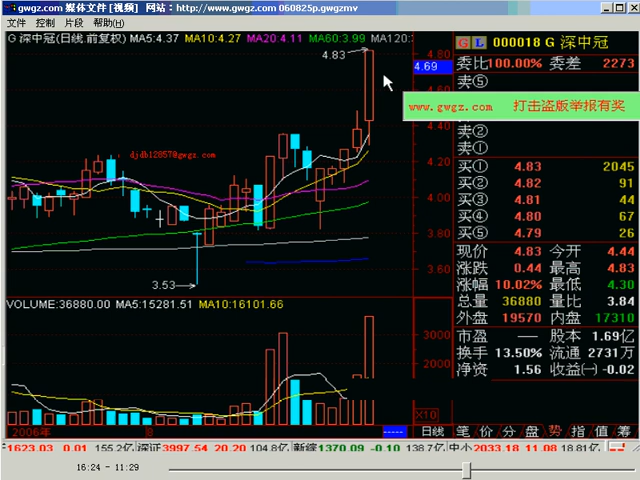 gwgz.com 媒体文件 [视频] 网站：http://www.gwgz.com 060825p.gwgzmv
文件 控制 片段 帮助(H)
G 深中冠(日线.前复权) MA5:4.37 MA10:4.27 MA20:4.11 MA60:3.99 MA120:
G L 000018 G 深中冠
委比 100.00% 委差 2273
卖⑤
www.gwgz.com 打击盗版举报有奖
卖②
卖①
买① 4.83 2045
买② 4.82 91
买③ 4.81 44
买④ 4.80 67
买⑤ 4.79 26
现价 4.83 今开 4.44
涨跌 0.44 最高 4.83
涨幅 10.02% 最低 4.30
总量 36880 量比 3.84
外盘 19570 内盘 17310
市盈 — 股本 1.69亿
换手 13.50% 流通 2731万
净资 1.56 收益㈠ -0.02
4.83
4.80
4.69
4.40
4.20
4.00
3.80
3.60
djdb12857@gwgz.com
3.53
VOLUME:36880.00 MA5:15281.51 MA10:16101.66
3000
2000
X10
2006年
日线
笔 价 分 盘 势 指 值 筹
1623.03 0.01 155.2亿 深证 3997.54 20.20 104.8亿 新综 1370.09 -0.10 138.7亿 中小 2033.18 11.08 18.81亿
16:24 - 11:29